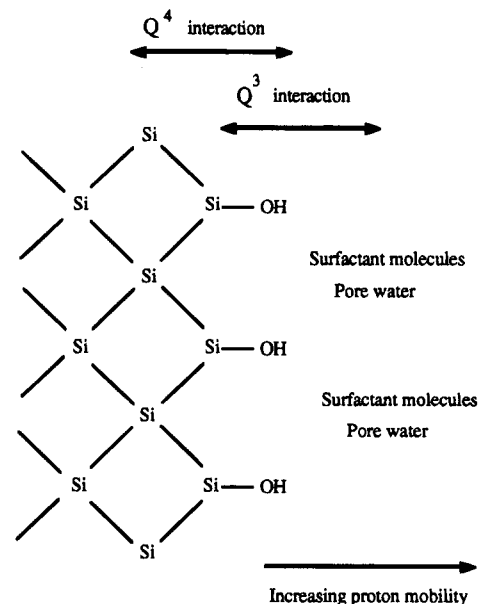 Q4 interaction
Q3 interaction
Si
Si
Si OH
Si
Surfactant molecules
Pore water
Si
Si OH
Si
Surfactant molecules
Pore water
Si
Si OH
Si
Increasing proton mobility